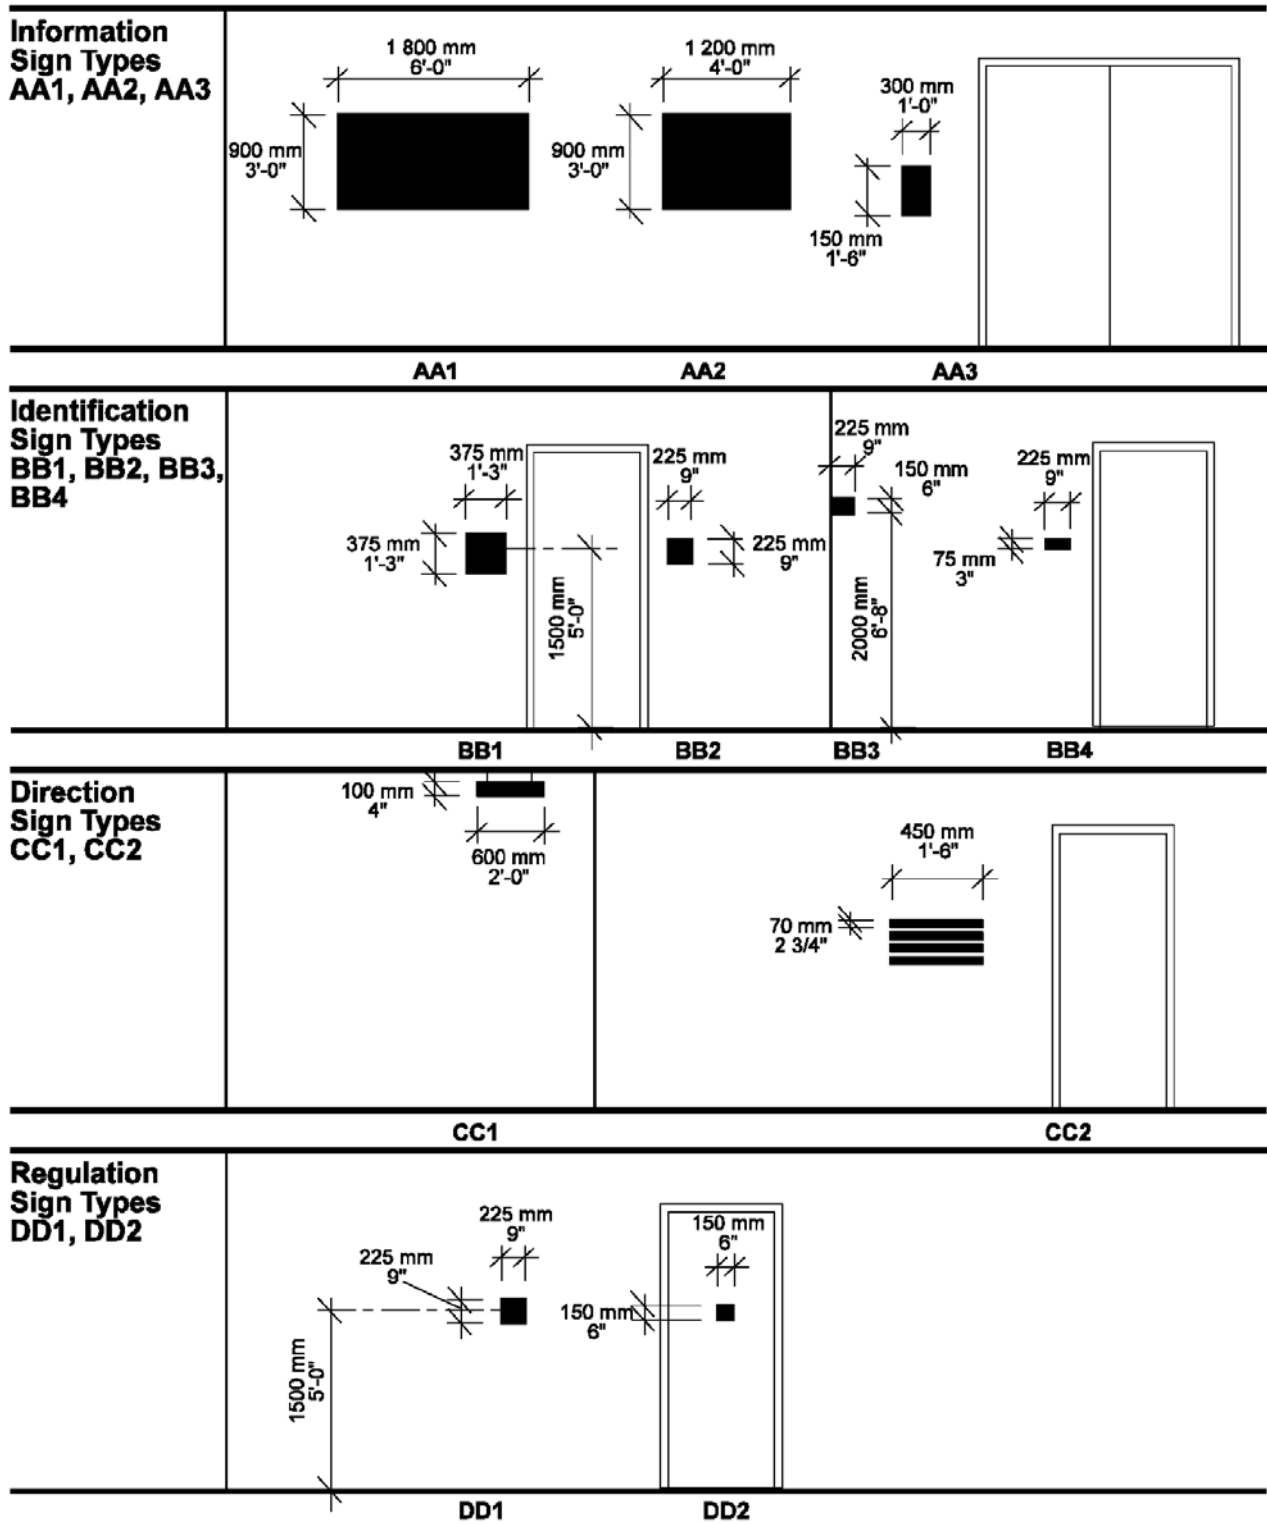 Information
Sign Types
AA1, AA2, AA3
1 800 mm
6'-0"
900 mm
3'-0"
1 200 mm
4'-0"
900 mm
3'-0"
300 mm
1'-0"
150 mm
1'-6"
AA1
AA2
AA3
Identification
Sign Types
BB1, BB2, BB3,
BB4
375 mm
1'-3"
375 mm
1'-3"
1500 mm
5'-0"
225 mm
9"
225 mm
9"
225 mm
9"
150 mm
6"
2000 mm
6'-8"
225 mm
9"
75 mm
3"
BB1
BB2
BB3
BB4
Direction
Sign Types
CC1, CC2
100 mm
4"
600 mm
2'-0"
450 mm
1'-6"
70 mm
2 3/4"
CC1
CC2
Regulation
Sign Types
DD1, DD2
225 mm
9"
225 mm
9"
1500 mm
5'-0"
150 mm
6"
150 mm
6"
DD1
DD2